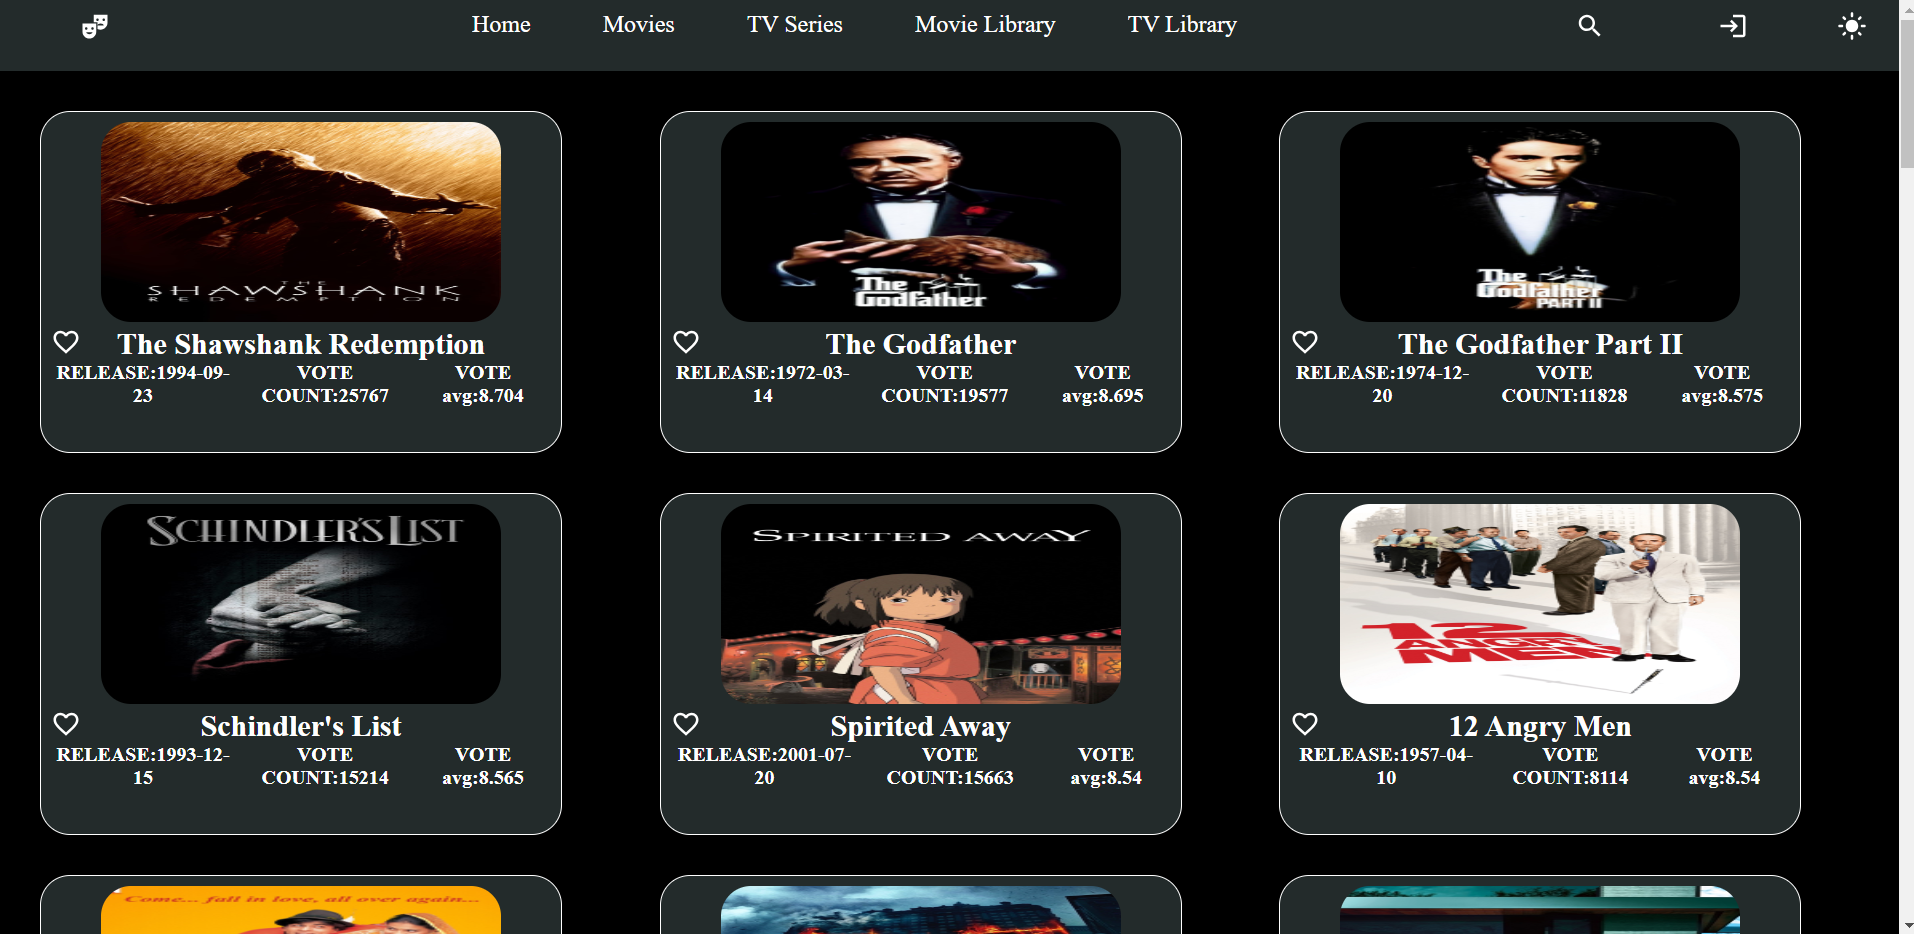 Home Movies TV Series Movie Library TV Library
THE
SHAWSHANK
REDEMPTION
The Shawshank Redemption
RELEASE:1994-09-
23
VOTE
COUNT:25767
VOTE
avg:8.704
The
Godfather
The Godfather
RELEASE:1972-03-
14
VOTE
COUNT:19577
VOTE
avg:8.695
The
Godfather
PART II
The Godfather Part II
RELEASE:1974-12-
20
VOTE
COUNT:11828
VOTE
avg:8.575
SCHINDLER'S LIST
Schindler's List
RELEASE:1993-12-
15
VOTE
COUNT:15214
VOTE
avg:8.565
SPIRITED AWAY
Spirited Away
RELEASE:2001-07-
20
VOTE
COUNT:15663
VOTE
avg:8.54
12
ANGRY
MEN
12 Angry Men
RELEASE:1957-04-
10
VOTE
COUNT:8114
VOTE
avg:8.54
Come... fall in love, all over again...